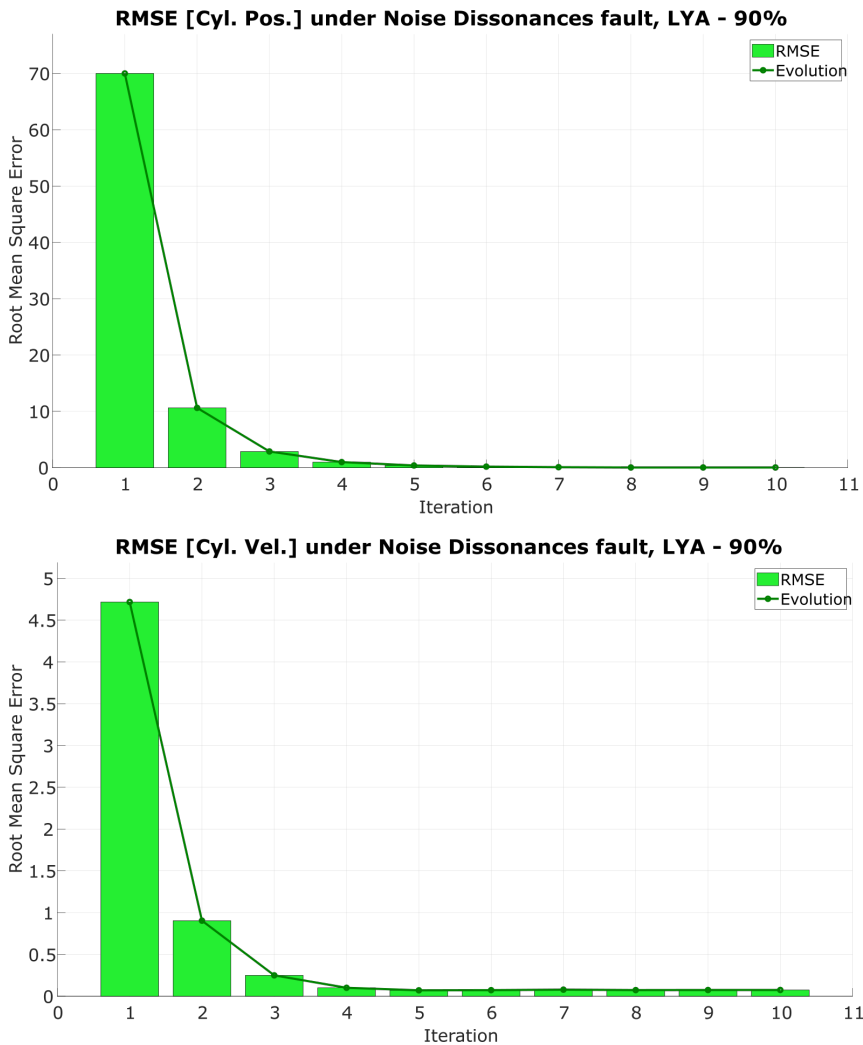 RMSE [Cyl. Pos.] under Noise Dissonances fault, LYA - 90%
RMSE
Evolution
Root Mean Square Error
70
60
50
40
30
20
10
0
0 1 2 3 4 5 6 7 8 9 10 11
Iteration
RMSE [Cyl. Vel.] under Noise Dissonances fault, LYA - 90%
RMSE
Evolution
Root Mean Square Error
5
4.5
4
3.5
3
2.5
2
1.5
1
0.5
0
0 1 2 3 4 5 6 7 8 9 10 11
Iteration